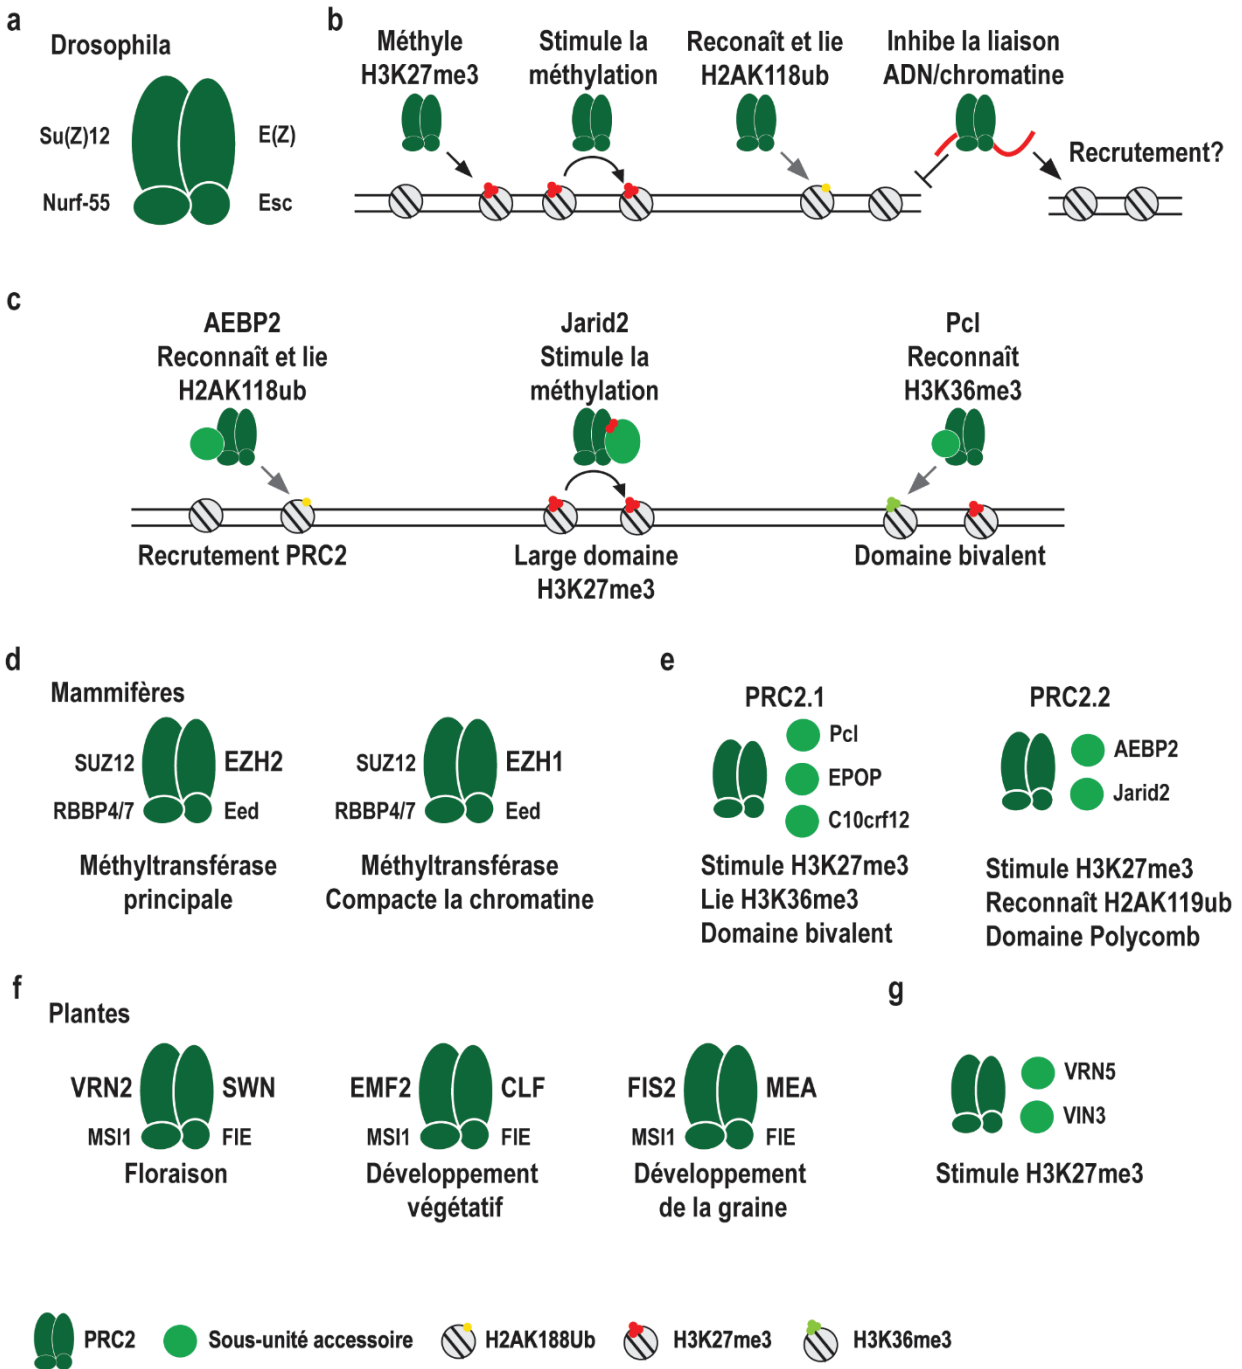 a
Drosophila
Su(Z)12
E(Z)
Nurf-55
Esc
b
Méthyle
H3K27me3
Stimule la
méthylation
Reconaît et lie
H2AK118ub
Inhibe la liaison
ADN/chromatine
Recrutement?
c
AEBP2
Reconnaît et lie
H2AK118ub
Recrutement PRC2
Jarid2
Stimule la
méthylation
Large domaine
H3K27me3
Pcl
Reconnaît
H3K36me3
Domaine bivalent
d
Mammifères
SUZ12
EZH2
RBBP4/7
Eed
Méthyltransférase
principale
SUZ12
EZH1
RBBP4/7
Eed
Méthyltransférase
Compacte la chromatine
e
PRC2.1
Pcl
EPOP
C10crf12
Stimule H3K27me3
Lie H3K36me3
Domaine bivalent
PRC2.2
AEBP2
Jarid2
Stimule H3K27me3
Reconnaît H2AK119ub
Domaine Polycomb
f
Plantes
VRN2
SWN
MSI1
FIE
Floraison
EMF2
CLF
MSI1
FIE
Développement
végétatif
FIS2
MEA
MSI1
FIE
Développement
de la graine
g
VRN5
VIN3
Stimule H3K27me3
PRC2
Sous-unité accessoire
H2AK188Ub
H3K27me3
H3K36me3